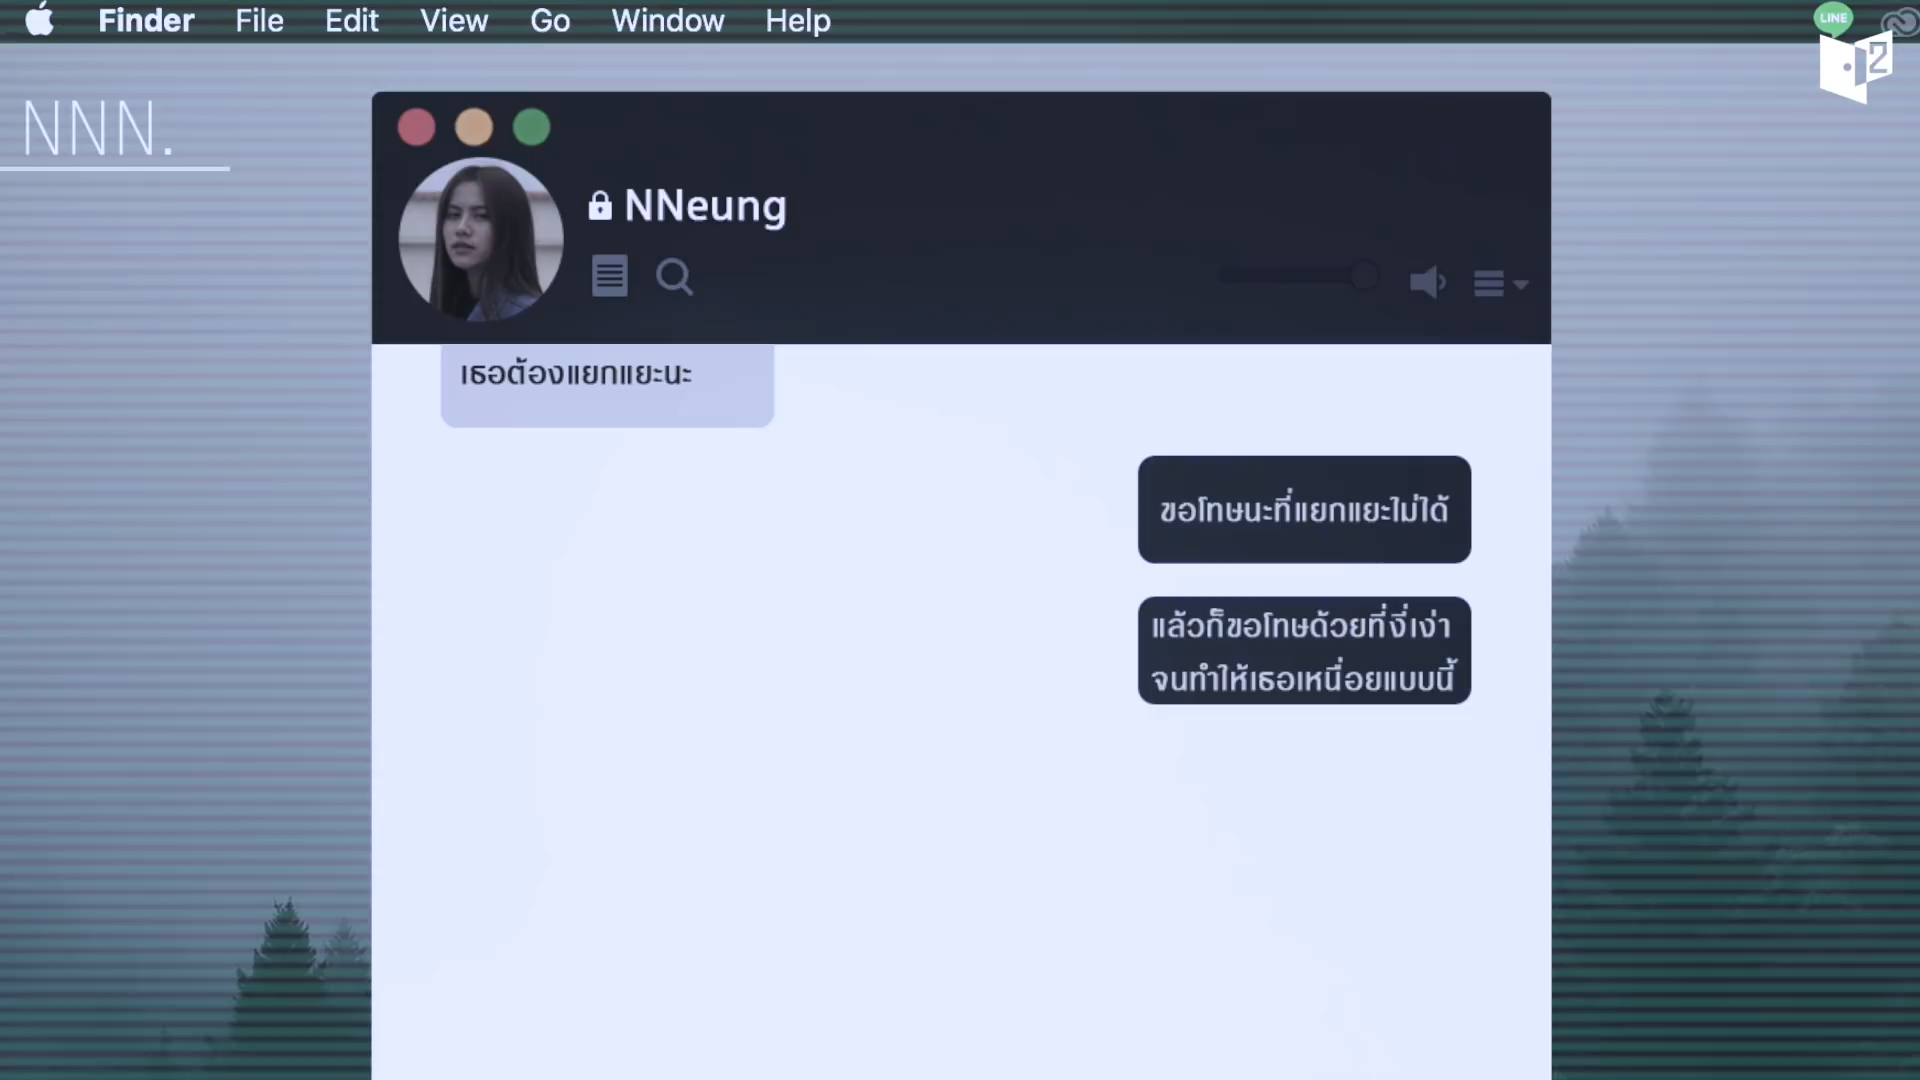 Finder File Edit View Go Window Help
LINE
2
NNN.
NNeung
เธอต้องแยกแยะนะ
ขอโทษนะที่แยกแยะไม่ได้
แล้วก็ขอโทษด้วยที่งี่เง่า
จนทำให้เธอเหนื่อยแบบนี้